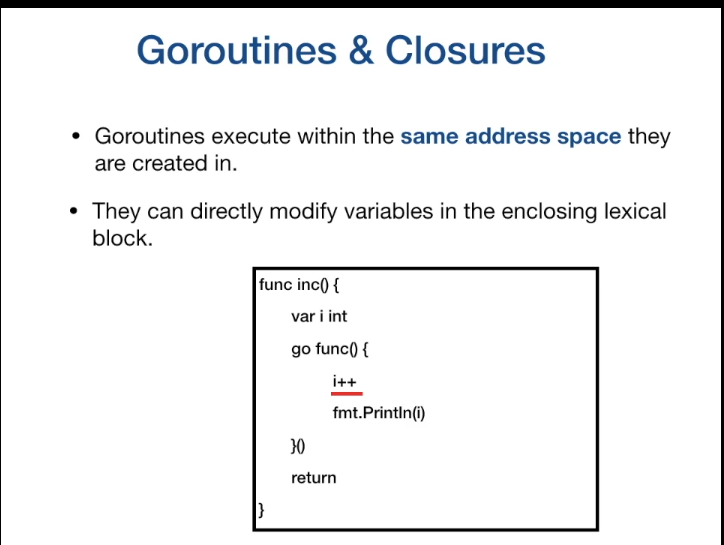 Goroutines & Closures
• Goroutines execute within the same address space they
are created in.
• They can directly modify variables in the enclosing lexical
block.
func inc() {
var i int
go func() {
i++
fmt.Println(i)
}()
return
}